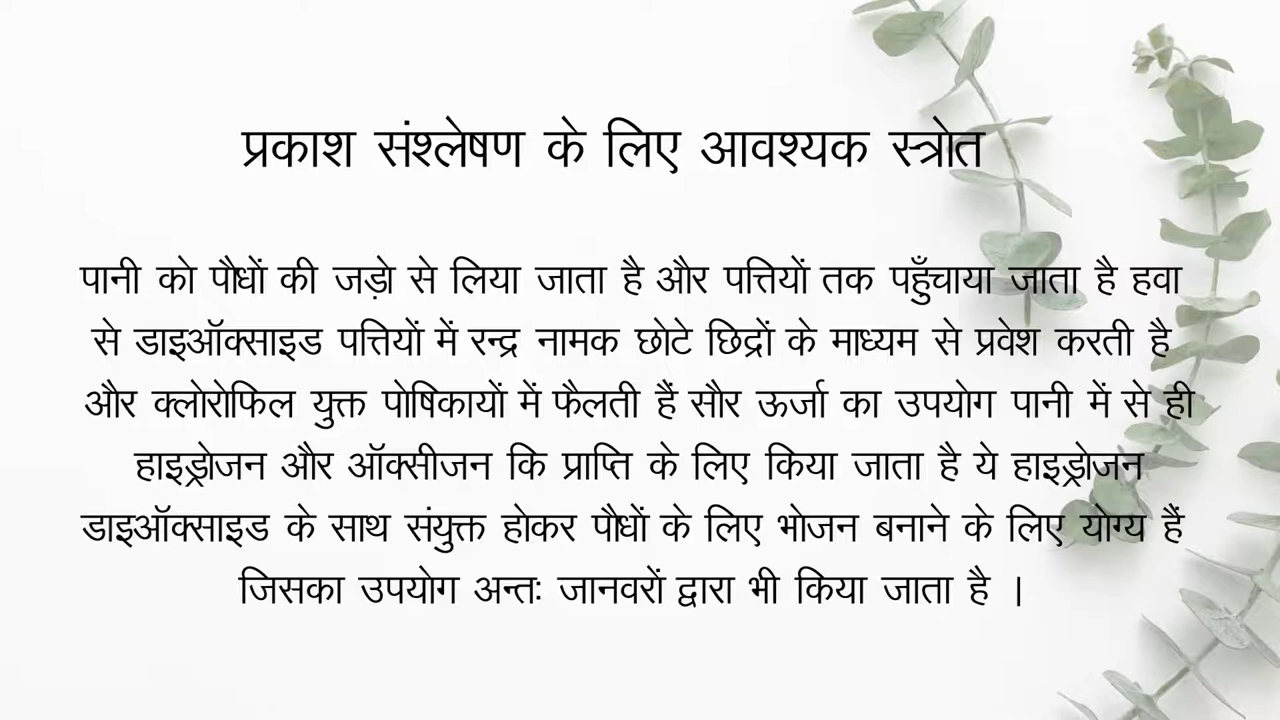 प्रकाश संश्लेषण के लिए आवश्यक स्त्रोत
पानी को पौधों की जड़ो से लिया जाता है और पत्तियों तक पहुँचाया जाता है हवा
से डाइऑक्साइड पत्तियों में रन्द्र नामक छोटे छिद्रों के माध्यम से प्रवेश करती है
और क्लोरोफिल युक्त पोषिकायों में फैलती हैं सौर ऊर्जा का उपयोग पानी में से ही
हाइड्रोजन और ऑक्सीजन कि प्राप्ति के लिए किया जाता है ये हाइड्रोजन
डाइऑक्साइड के साथ संयुक्त होकर पौधों के लिए भोजन बनाने के लिए योग्य हैं
जिसका उपयोग अन्तः जानवरों द्वारा भी किया जाता है ।